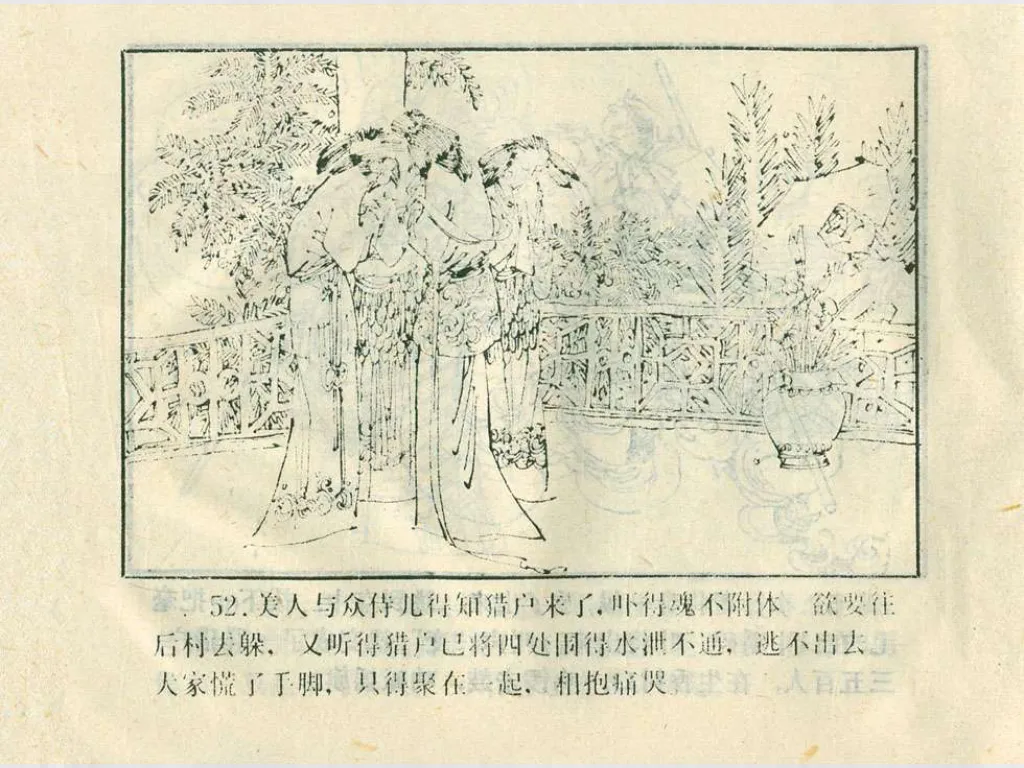 52.美人与众侍儿得知猎户来了,吓得魂不附体 欲要往
后村去躲, 又听得猎户已将四处围得水泄不通, 逃不出去
大家慌了手脚, 只得聚在一起, 相抱痛哭